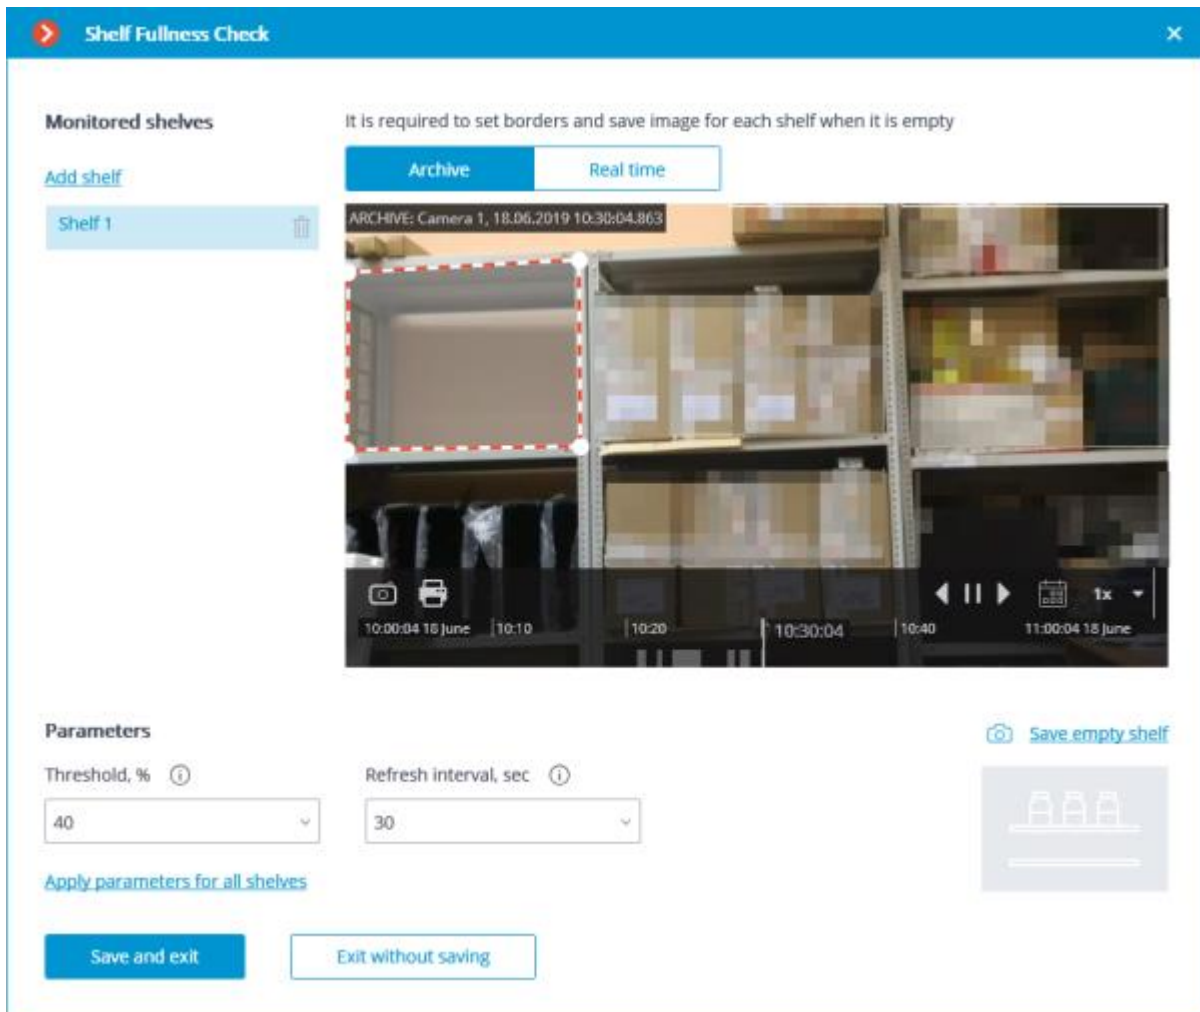 Shelf Fullness Check
Monitored shelves
It is required to set borders and save image for each shelf when it is empty
Add shelf
Archive
Real time
Shelf 1
ARCHIVE: Camera 1, 18.06.2019 10:30:04.863
1x
10:00:04 18 June
10:10
10:20
10:30:04
10:40
11:00:04 18 June
Parameters
Save empty shelf
Threshold, %
Refresh interval, sec
40
30
Apply parameters for all shelves
Save and exit
Exit without saving